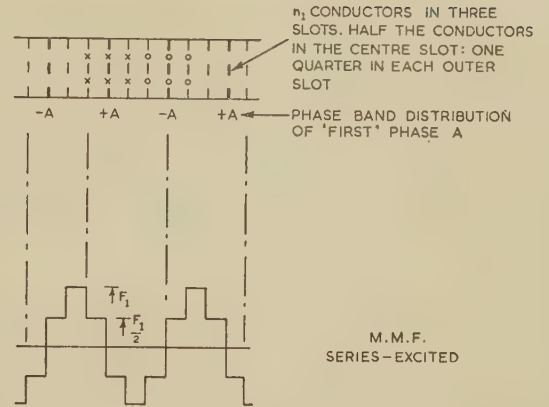 n₁ CONDUCTORS IN THREE
SLOTS. HALF THE CONDUCTORS
IN THE CENTRE SLOT: ONE
QUARTER IN EACH OUTER
SLOT
× × × o o o
× × × o o o
-A +A -A +A
PHASE BAND DISTRIBUTION
OF 'FIRST' PHASE A
F₁
F₁/2
M.M.F.
SERIES-EXCITED